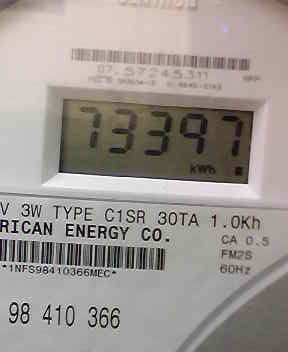 07.57245311
73397
kWh
V 3W TYPE C1SR 30TA 1.0Kh
RICAN ENERGY CO.
CA 0.5
FM2S
60Hz
*1NFS98410366MEC*
98 410 366